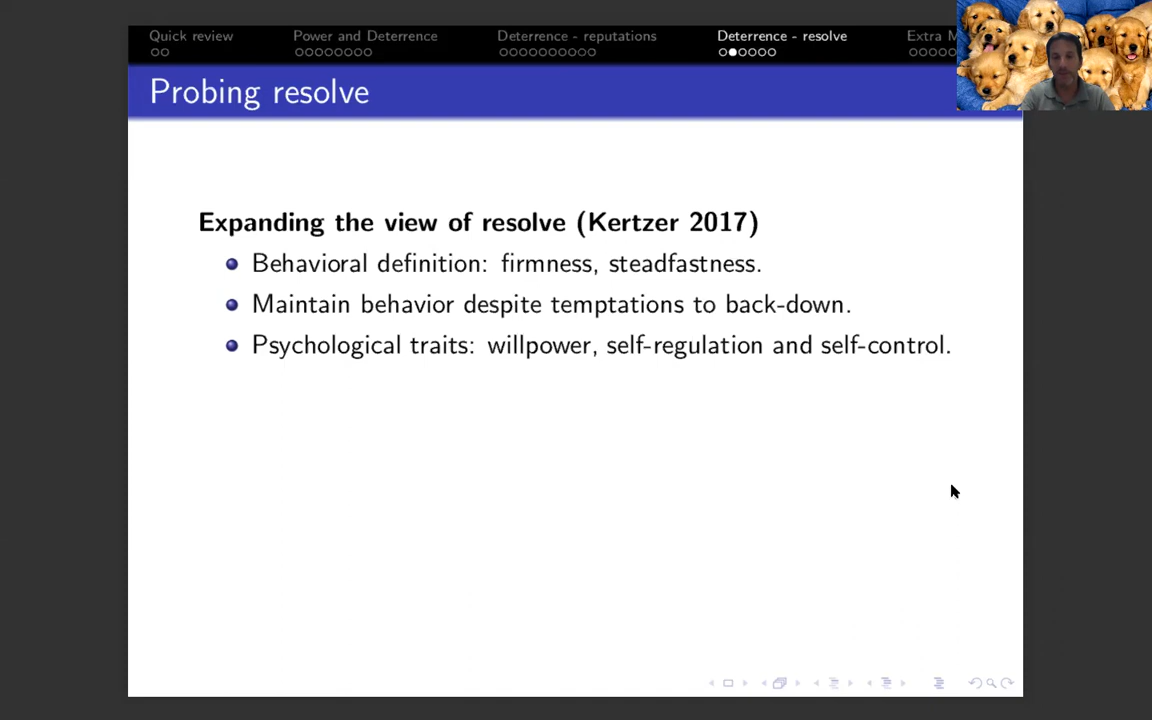 Quick review
Power and Deterrence
Deterrence - reputations
Deterrence - resolve
Extra
Probing resolve
Expanding the view of resolve (Kertzer 2017)
Behavioral definition: firmness, steadfastness.
Maintain behavior despite temptations to back-down.
Psychological traits: willpower, self-regulation and self-control.